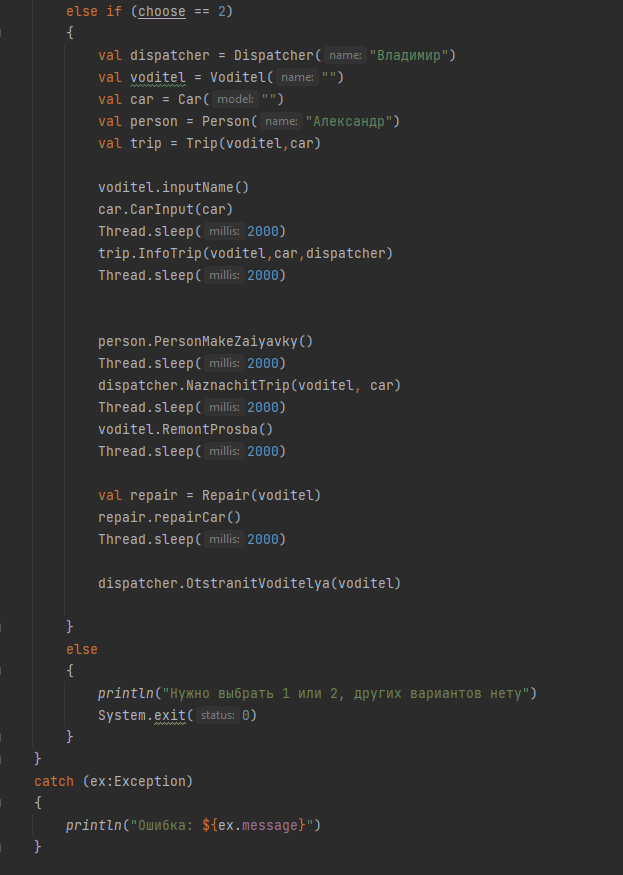 else if (choose == 2)
{
val dispatcher = Dispatcher( name: "Владимир")
val voditel = Voditel( name: "")
val car = Car( model: "")
val person = Person( name: "Александр")
val trip = Trip(voditel,car)
voditel.inputName()
car.CarInput(car)
Thread.sleep( millis: 2000)
trip.InfoTrip(voditel,car,dispatcher)
Thread.sleep( millis: 2000)
person.PersonMakeZaiyavky()
Thread.sleep( millis: 2000)
dispatcher.NaznachitTrip(voditel, car)
Thread.sleep( millis: 2000)
voditel.RemontProsba()
Thread.sleep( millis: 2000)
val repair = Repair(voditel)
repair.repairCar()
Thread.sleep( millis: 2000)
dispatcher.OtstranitVoditelya(voditel)
}
else
{
println("Нужно выбрать 1 или 2, других вариантов нету")
System.exit( status: 0)
}
}
catch (ex:Exception)
{
println("Ошибка: ${ex.message}")
}